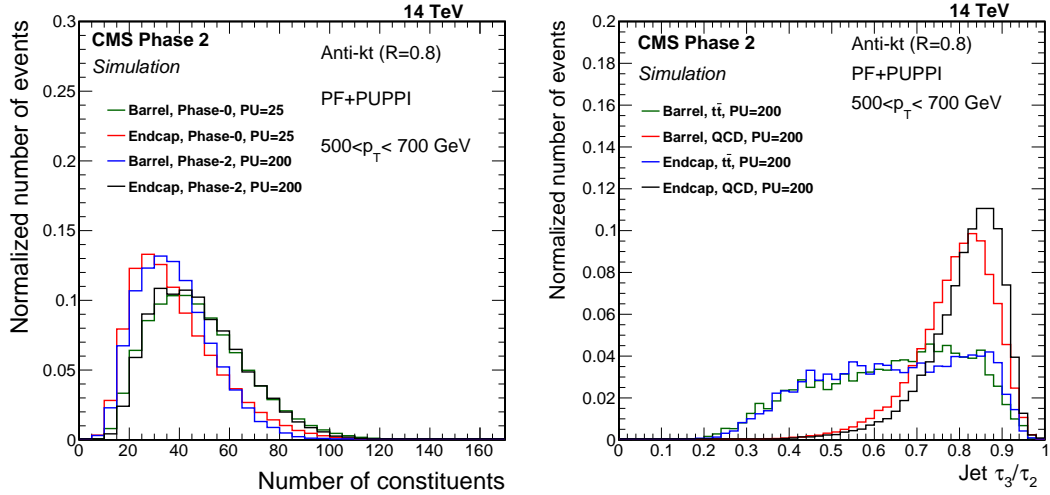 14 TeV
CMS Phase 2
Simulation
Anti-kt (R=0.8)
PF+PUPPI
500<p_T< 700 GeV
Barrel, Phase-0, PU=25
Endcap, Phase-0, PU=25
Barrel, Phase-2, PU=200
Endcap, Phase-2, PU=200
Normalized number of events
0.3
0.25
0.2
0.15
0.1
0.05
0
0 20 40 60 80 100 120 140 160
Number of constituents
14 TeV
CMS Phase 2
Simulation
Anti-kt (R=0.8)
PF+PUPPI
500<p_T< 700 GeV
Barrel, tt̄, PU=200
Barrel, QCD, PU=200
Endcap, tt̄, PU=200
Endcap, QCD, PU=200
Normalized number of events
0.2
0.18
0.16
0.14
0.12
0.1
0.08
0.06
0.04
0.02
0
0 0.1 0.2 0.3 0.4 0.5 0.6 0.7 0.8 0.9 1
Jet τ₃/τ₂